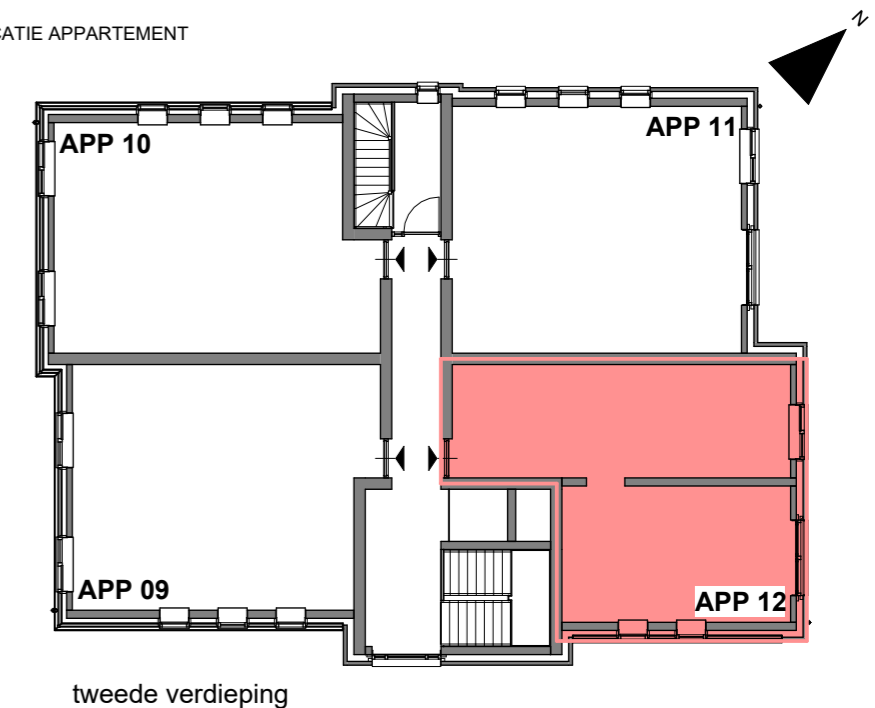 CATIE APPARTEMENT
N
APP 10
APP 11
APP 09
APP 12
tweede verdieping